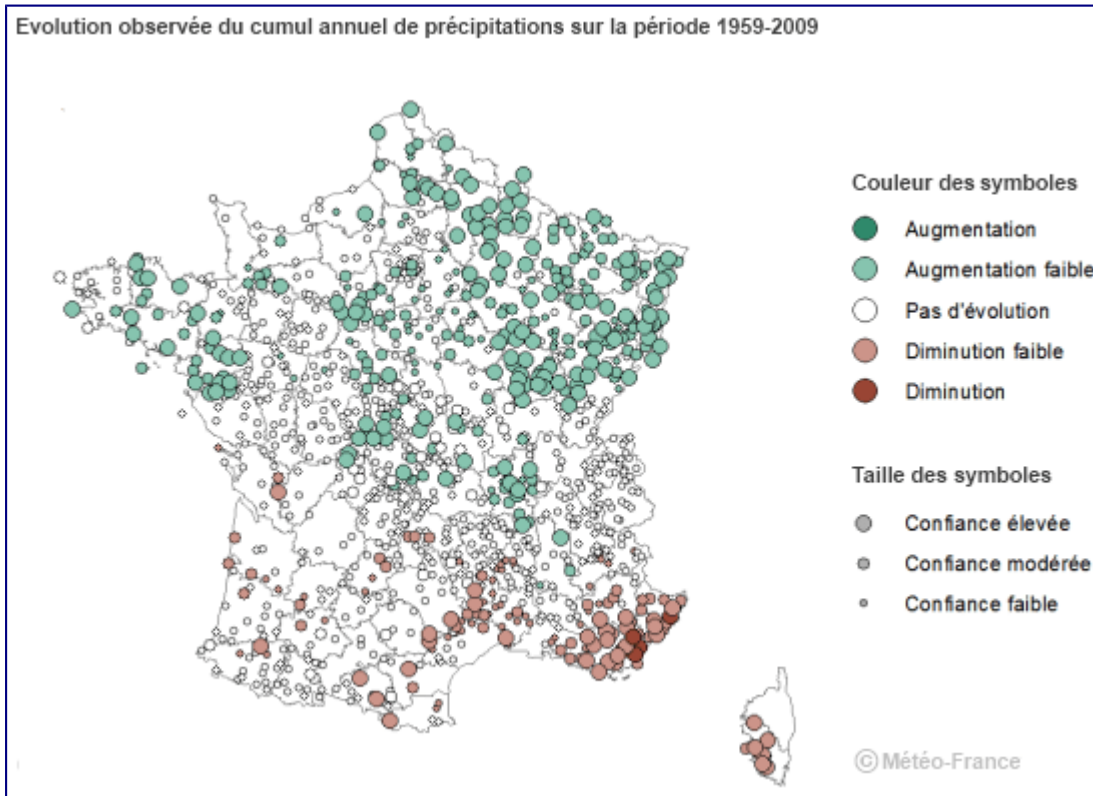 Evolution observée du cumul annuel de précipitations sur la période 1959-2009
Couleur des symboles
Augmentation
Augmentation faible
Pas d'évolution
Diminution faible
Diminution
Taille des symboles
Confiance élevée
Confiance modérée
Confiance faible
© Météo-France